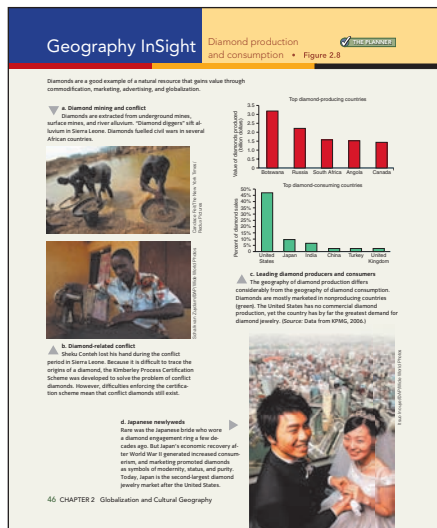 Geography InSight
Diamond production
and consumption • Figure 2.8
THE PLANNER
Diamonds are a good example of a natural resource that gains value through
commodification, marketing, advertising, and globalization.
a. Diamond mining and conflict
Diamonds are extracted from underground mines,
surface mines, and river alluvium. "Diamond diggers" sift al-
luvium in Sierra Leone. Diamonds fuelled civil wars in several
African countries.
b. Diamond-related conflict
Sheku Conteh lost his hand during the conflict
period in Sierra Leone. Because it is difficult to trace the
origins of a diamond, the Kimberley Process Certification
Scheme was developed to solve the problem of conflict
diamonds. However, difficulties enforcing the certifica-
tion scheme mean that conflict diamonds still exist.
Top diamond-producing countries
Value of diamonds produced
(billion dollars)
3.5
3.0
2.5
2.0
1.5
1.0
0.5
0.0
Botswana Russia South Africa Angola Canada
Top diamond-consuming countries
Percent of diamond sales
50%
45%
40%
35%
30%
25%
20%
15%
10%
5%
0
United States Japan India China Turkey United Kingdom
c. Leading diamond producers and consumers
The geography of diamond production differs
considerably from the geography of diamond consumption.
Diamonds are mostly marketed in nonproducing countries
(green). The United States has no commercial diamond
production, yet the country has by far the greatest demand for
diamond jewelry. (Source: Data from KPMG, 2006.)
d. Japanese newlyweds
Rare was the Japanese bride who wore
a diamond engagement ring a few de-
cades ago. But Japan's economic recovery af-
ter World War II generated increased consum-
erism, and marketing promoted diamonds
as symbols of modernity, status, and purity.
Today, Japan is the second-largest diamond
jewelry market after the United States.
46 CHAPTER 2 Globalization and Cultural Geography